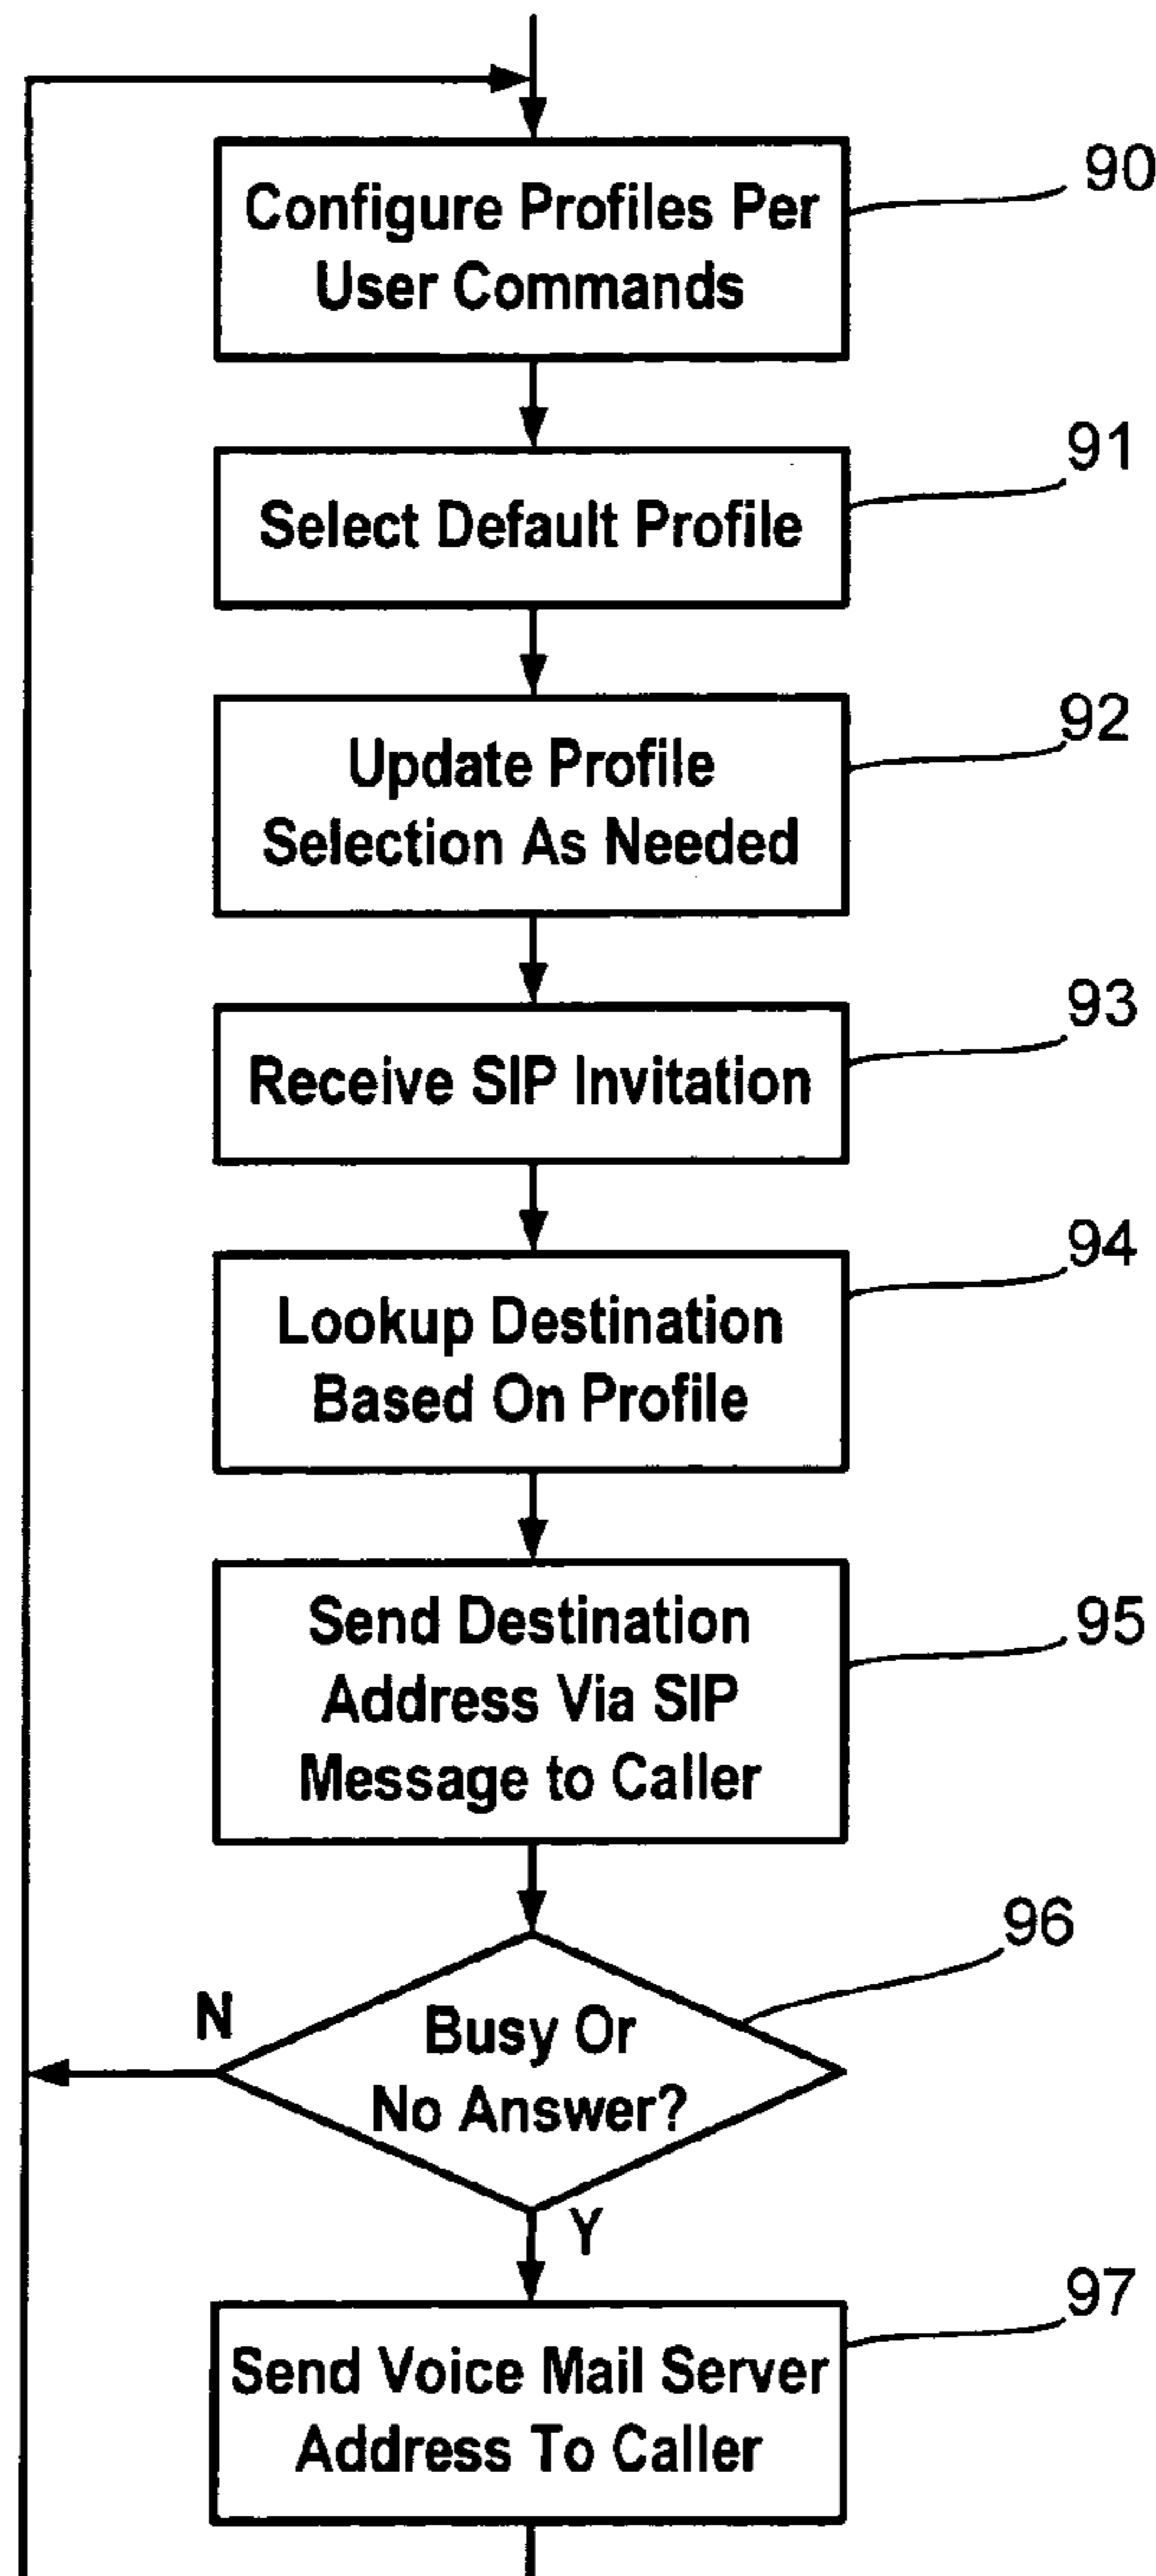 Configure Profiles Per
User Commands
90
Select Default Profile
91
Update Profile
Selection As Needed
92
Receive SIP Invitation
93
Lookup Destination
Based On Profile
94
Send Destination
Address Via SIP
Message to Caller
95
Busy Or
No Answer?
96
N
Y
Send Voice Mail Server
Address To Caller
97